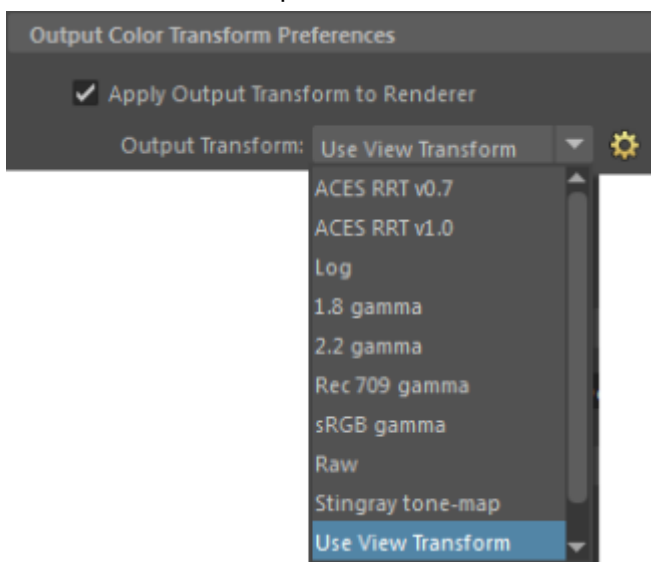 Output Color Transform Preferences
Apply Output Transform to Renderer
Output Transform: Use View Transform
ACES RRT v0.7
ACES RRT v1.0
Log
1.8 gamma
2.2 gamma
Rec 709 gamma
sRGB gamma
Raw
Stingray tone-map
Use View Transform